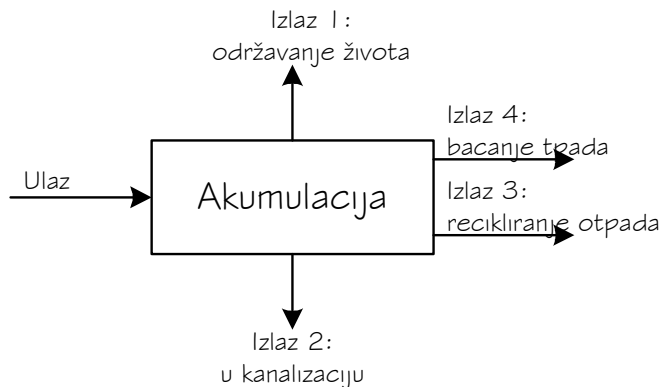 Izlaz 1:
održavanje života
Izlaz 4:
bacanje tpada
Ulaz
Akumulacija
Izlaz 3:
recikliranje otpada
Izlaz 2:
u kanalizaciju